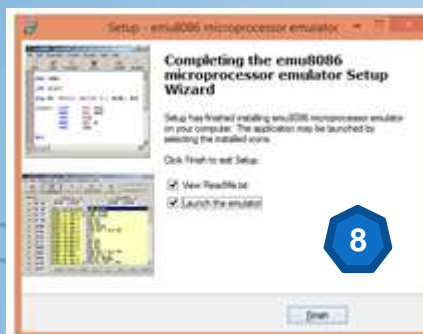 Setup - emu8086 microprocessor emulator
Completing the emu8086
microprocessor emulator Setup
Wizard
Setup has finished installing emu8086 microprocessor emulator
on your computer. The application may be launched by
selecting the installed icons.
Click Finish to exit Setup.
View ReadMe.txt
Launch the emulator
8
Finish